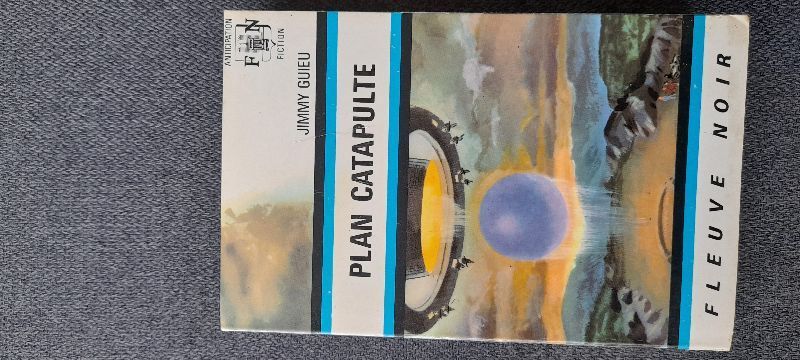 ANTICIPATION
FN
FICTION
JIMMY GUIEU
PLAN CATAPULTE
FLEUVE NOIR